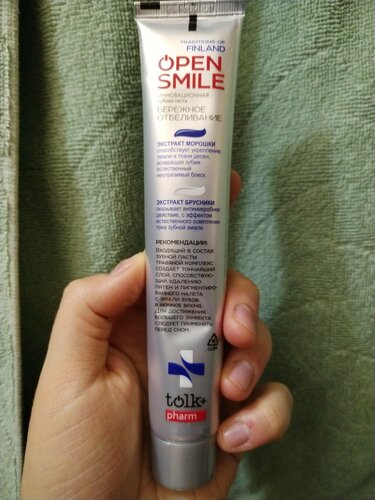 TRADITIONS OF
FINLAND
OPEN
SMILE
ИННОВАЦИОННАЯ
зубная паста
БЕРЕЖНОЕ
ОТБЕЛИВАНИЕ
ЭКСТРАКТ МОРОШКИ
способствует укреплению
эмали и ткани десен,
возвращая зубам
естественный
неотразимый блеск.
ЭКСТРАКТ БРУСНИКИ
оказывает антимикробное
действие, с эффектом
естественного осветления
тона зубной эмали.
РЕКОМЕНДАЦИИ:
ВХОДЯЩИЙ В СОСТАВ
ЗУБНОЙ ПАСТЫ
ТРАВЯНОЙ КОМПЛЕКС
СОЗДАЕТ ТОНЧАЙШИЙ
СЛОЙ, СПОСОБСТВУЮ-
ЩИЙ УДАЛЕНИЮ
ПЯТЕН И ПИГМЕНТИРО-
ВАННОГО НАЛЕТА
С ЭМАЛИ ЗУБОВ
В НОЧНОЕ ВРЕМЯ.
ДЛЯ ДОСТИЖЕНИЯ
БОЛЬШЕГО ЭФФЕКТА
СЛЕДУЕТ ПРИМЕНЯТЬ
ПЕРЕД СНОМ.
tolk+
pharm